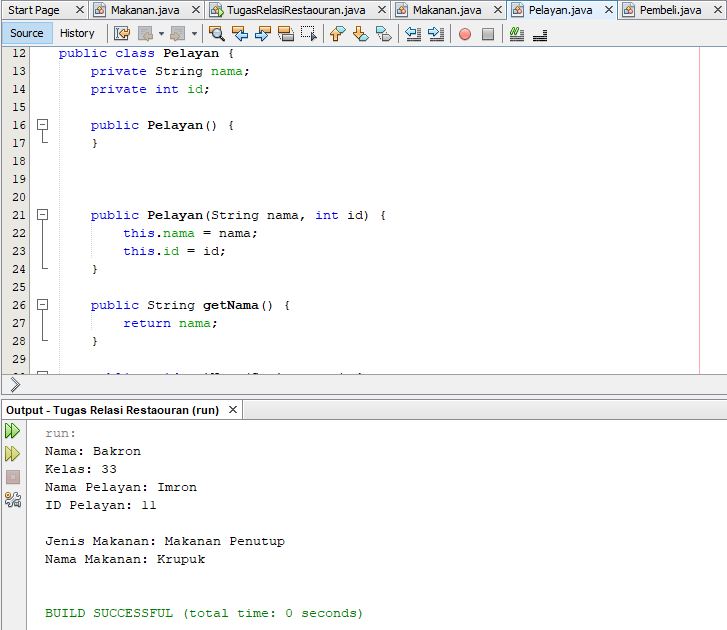 Start Page Makanan.java TugasRelasiRestaouran.java Makanan.java Pelayan.java Pembeli.java
Source History
12 public class Pelayan {
13 private String nama;
14 private int id;
15
16 public Pelayan() {
17 }
18
19
20
21 public Pelayan(String nama, int id) {
22 this.nama = nama;
23 this.id = id;
24 }
25
26 public String getNama() {
27 return nama;
28 }
29
Output - Tugas Relasi Restaouran (run)
run:
Nama: Bakron
Kelas: 33
Nama Pelayan: Imron
ID Pelayan: 11
Jenis Makanan: Makanan Penutup
Nama Makanan: Krupuk
BUILD SUCCESSFUL (total time: 0 seconds)